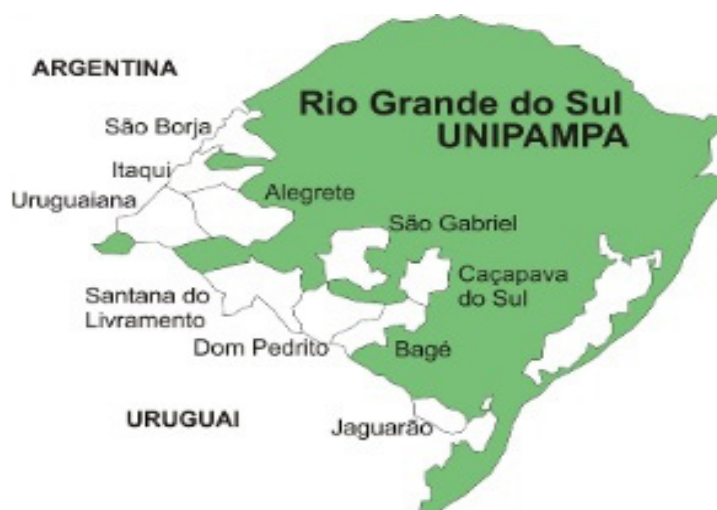 ARGENTINA
Rio Grande do Sul
UNIPAMPA
São Borja
Itaqui
Uruguaiana
Alegrete
São Gabriel
Caçapava
do Sul
Santana do
Livramento
Dom Pedrito
Bagé
URUGUAI
Jaguarão